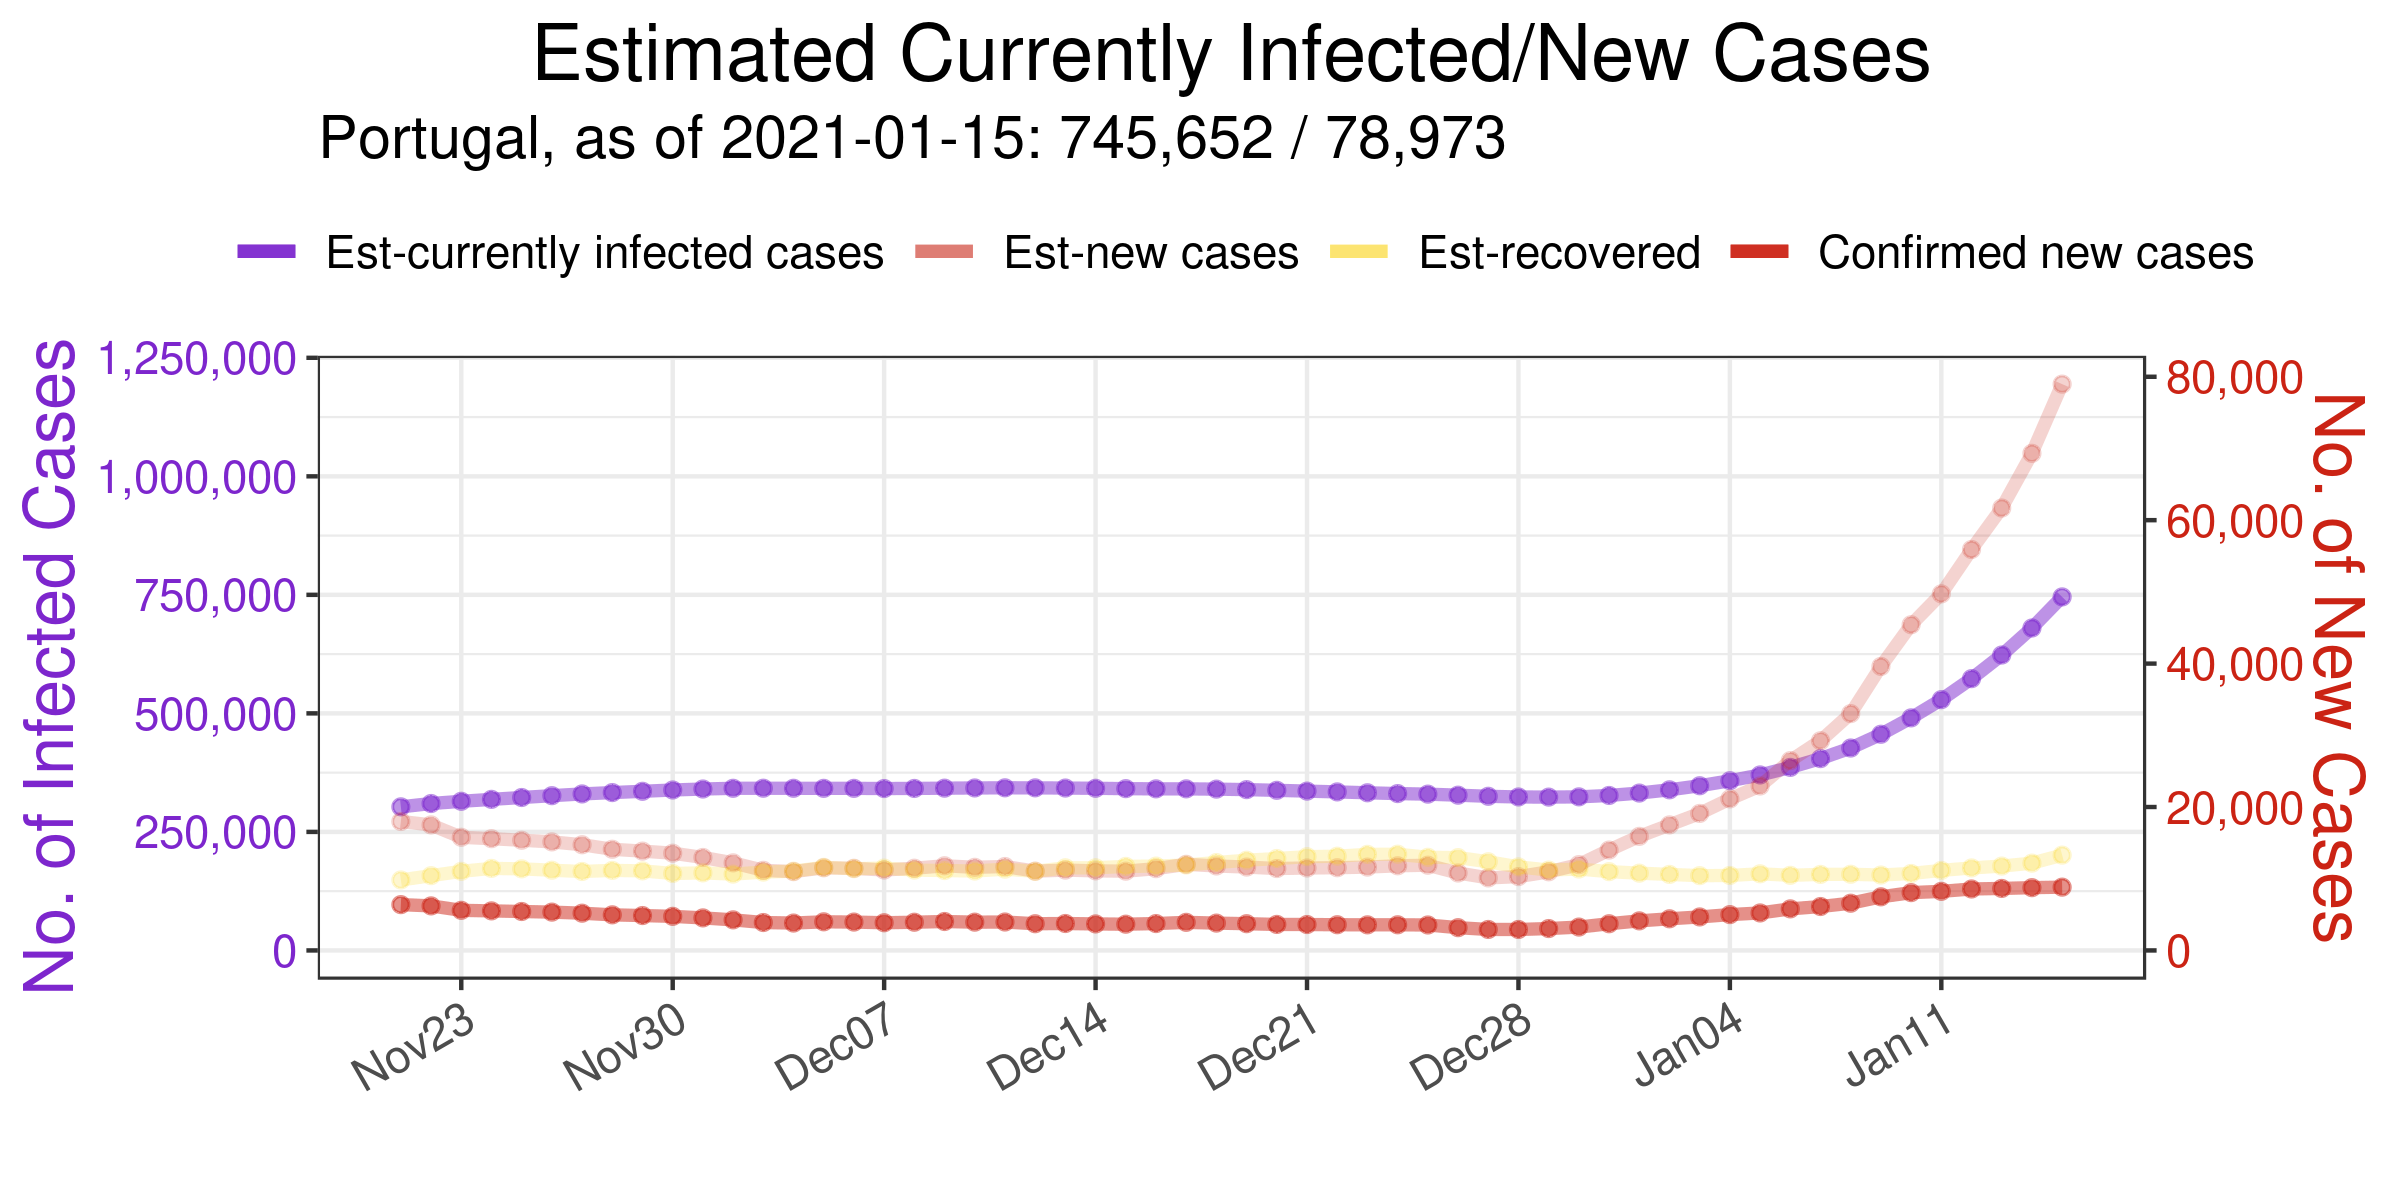 Estimated Currently Infected/New Cases
Portugal, as of 2021-01-15: 745,652 / 78,973
Est-currently infected cases Est-new cases Est-recovered Confirmed new cases
No. of Infected Cases
1,250,000
1,000,000
750,000
500,000
250,000
0
80,000
60,000
40,000
20,000
0
No. of New Cases
Nov23 Nov30 Dec07 Dec14 Dec21 Dec28 Jan04 Jan11